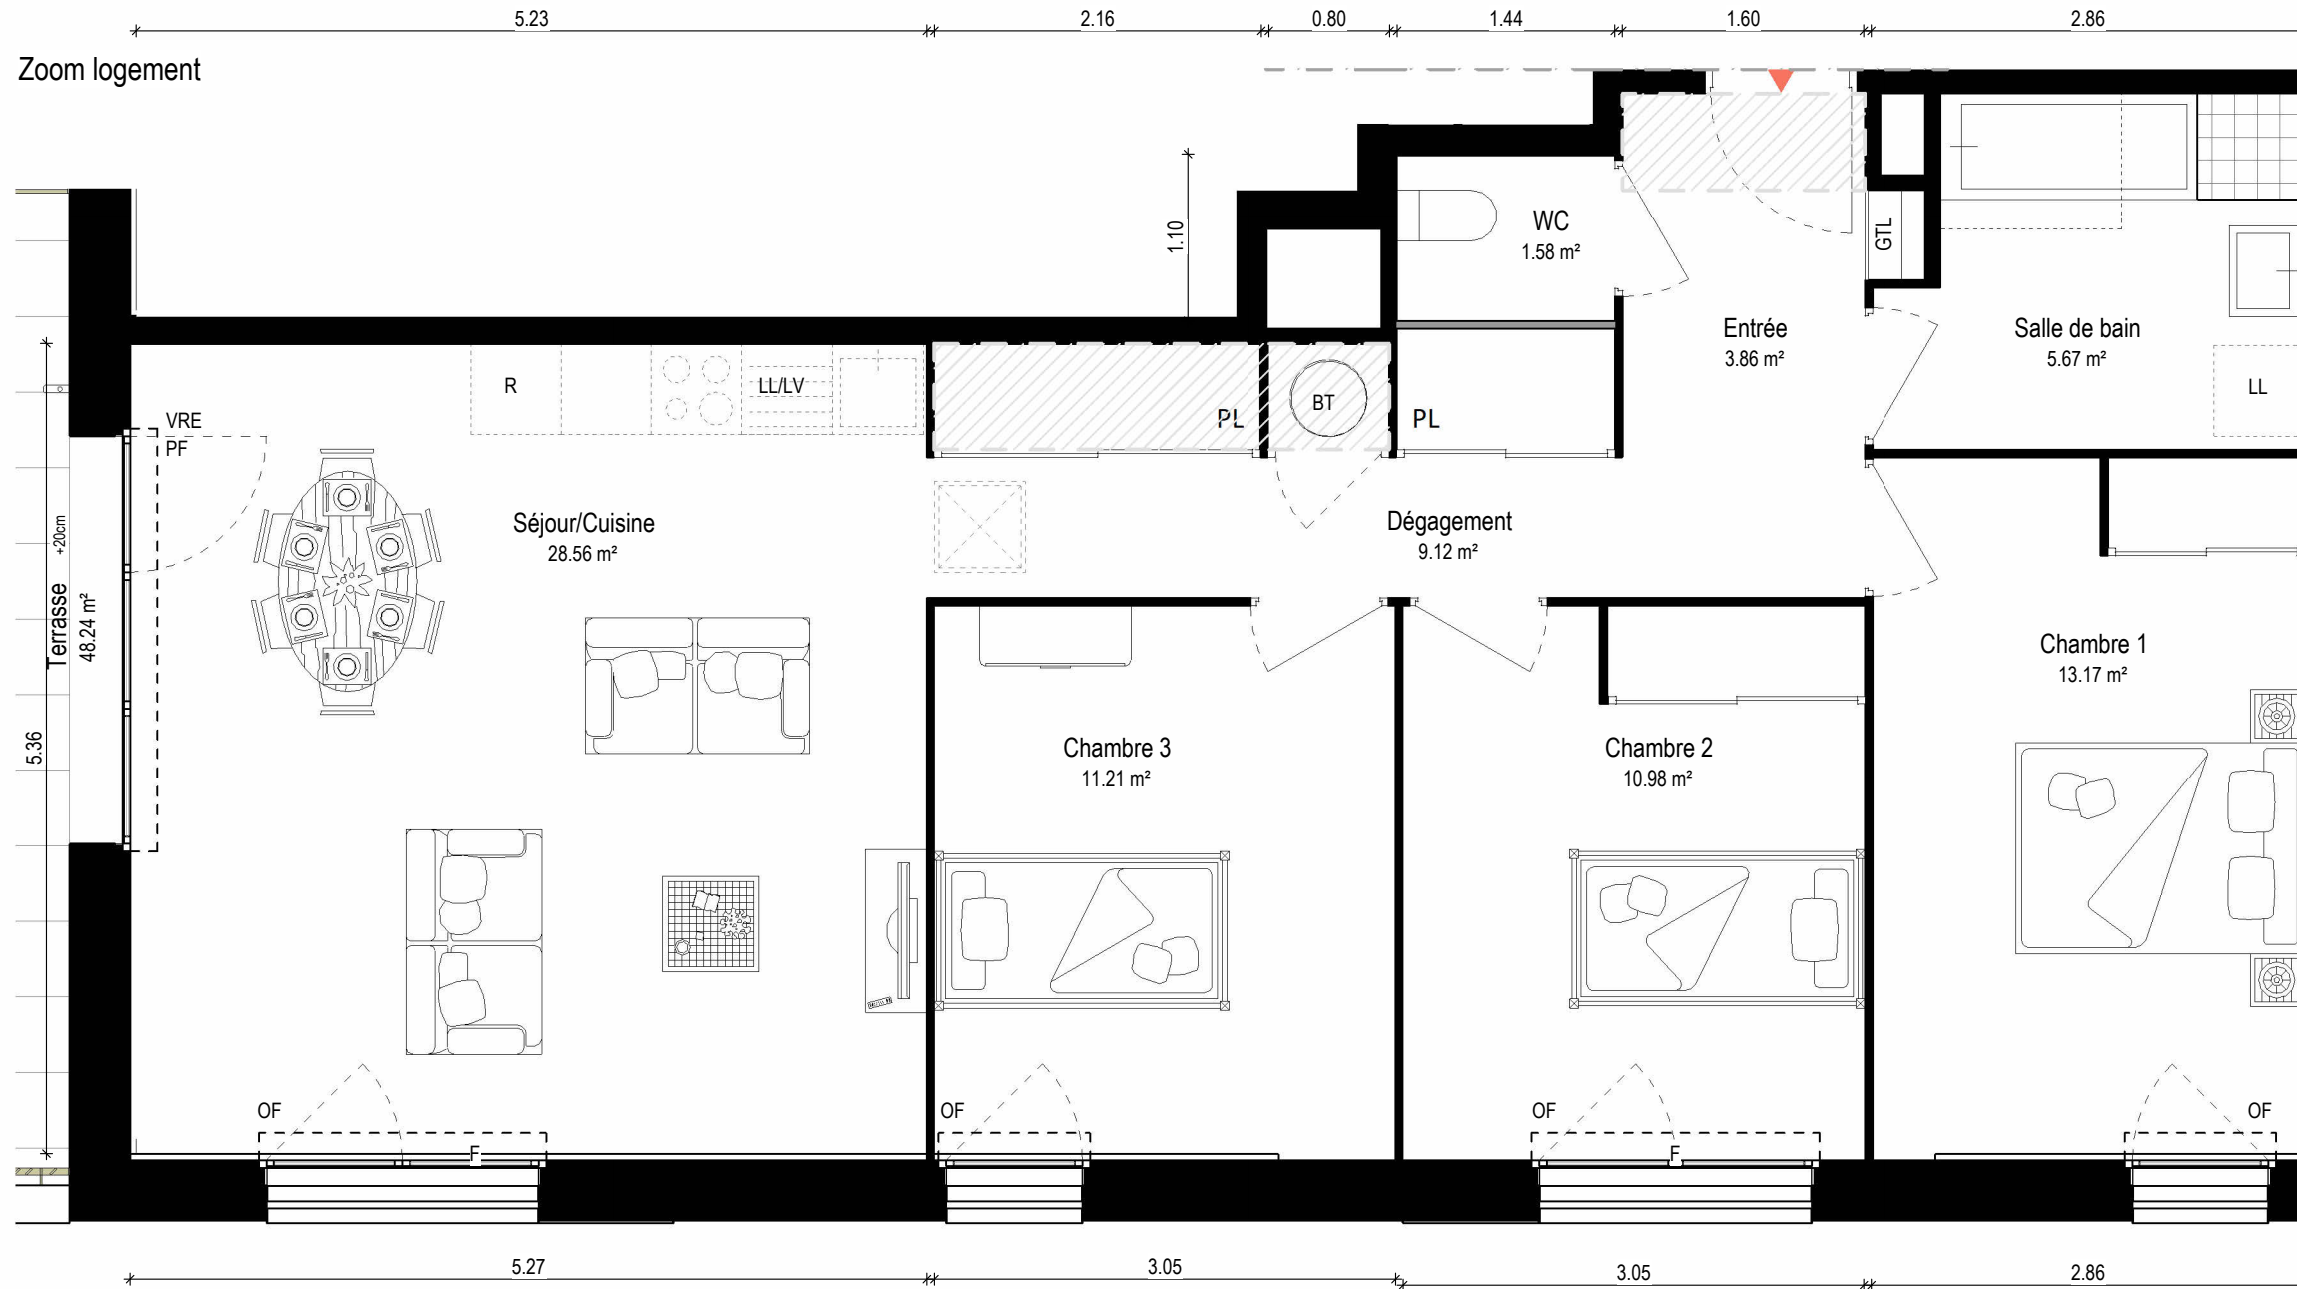 5.23
2.16
0.80
1.44
1.60
2.86
Zoom logement
1.10
WC
1.58 m²
GTL
Entrée
3.86 m²
Salle de bain
5.67 m²
LL
R
LL/LV
PL
BT
PL
VRE
PF
Séjour/Cuisine
28.56 m²
Dégagement
9.12 m²
+20cm
Terrasse
48.24 m²
5.36
Chambre 1
13.17 m²
Chambre 3
11.21 m²
Chambre 2
10.98 m²
OF
OF
OF
OF
F
F
5.27
3.05
3.05
2.86